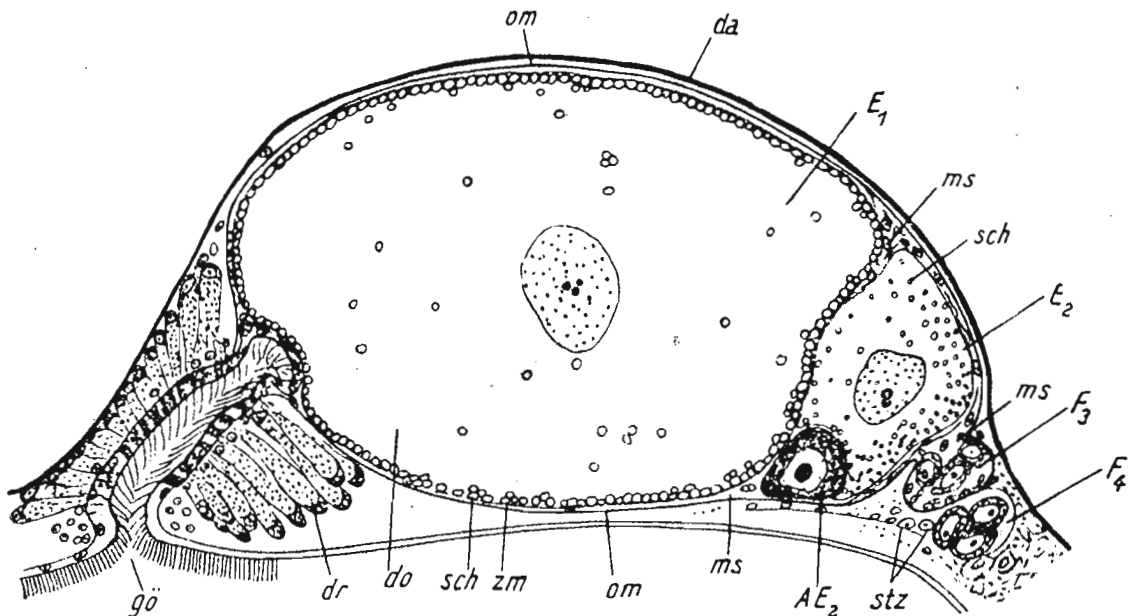 om
da
E₁
ms
sch
E₂
ms
F₃
F₄
gö
dr
do
sch
zm
om
ms
AE₂
stz